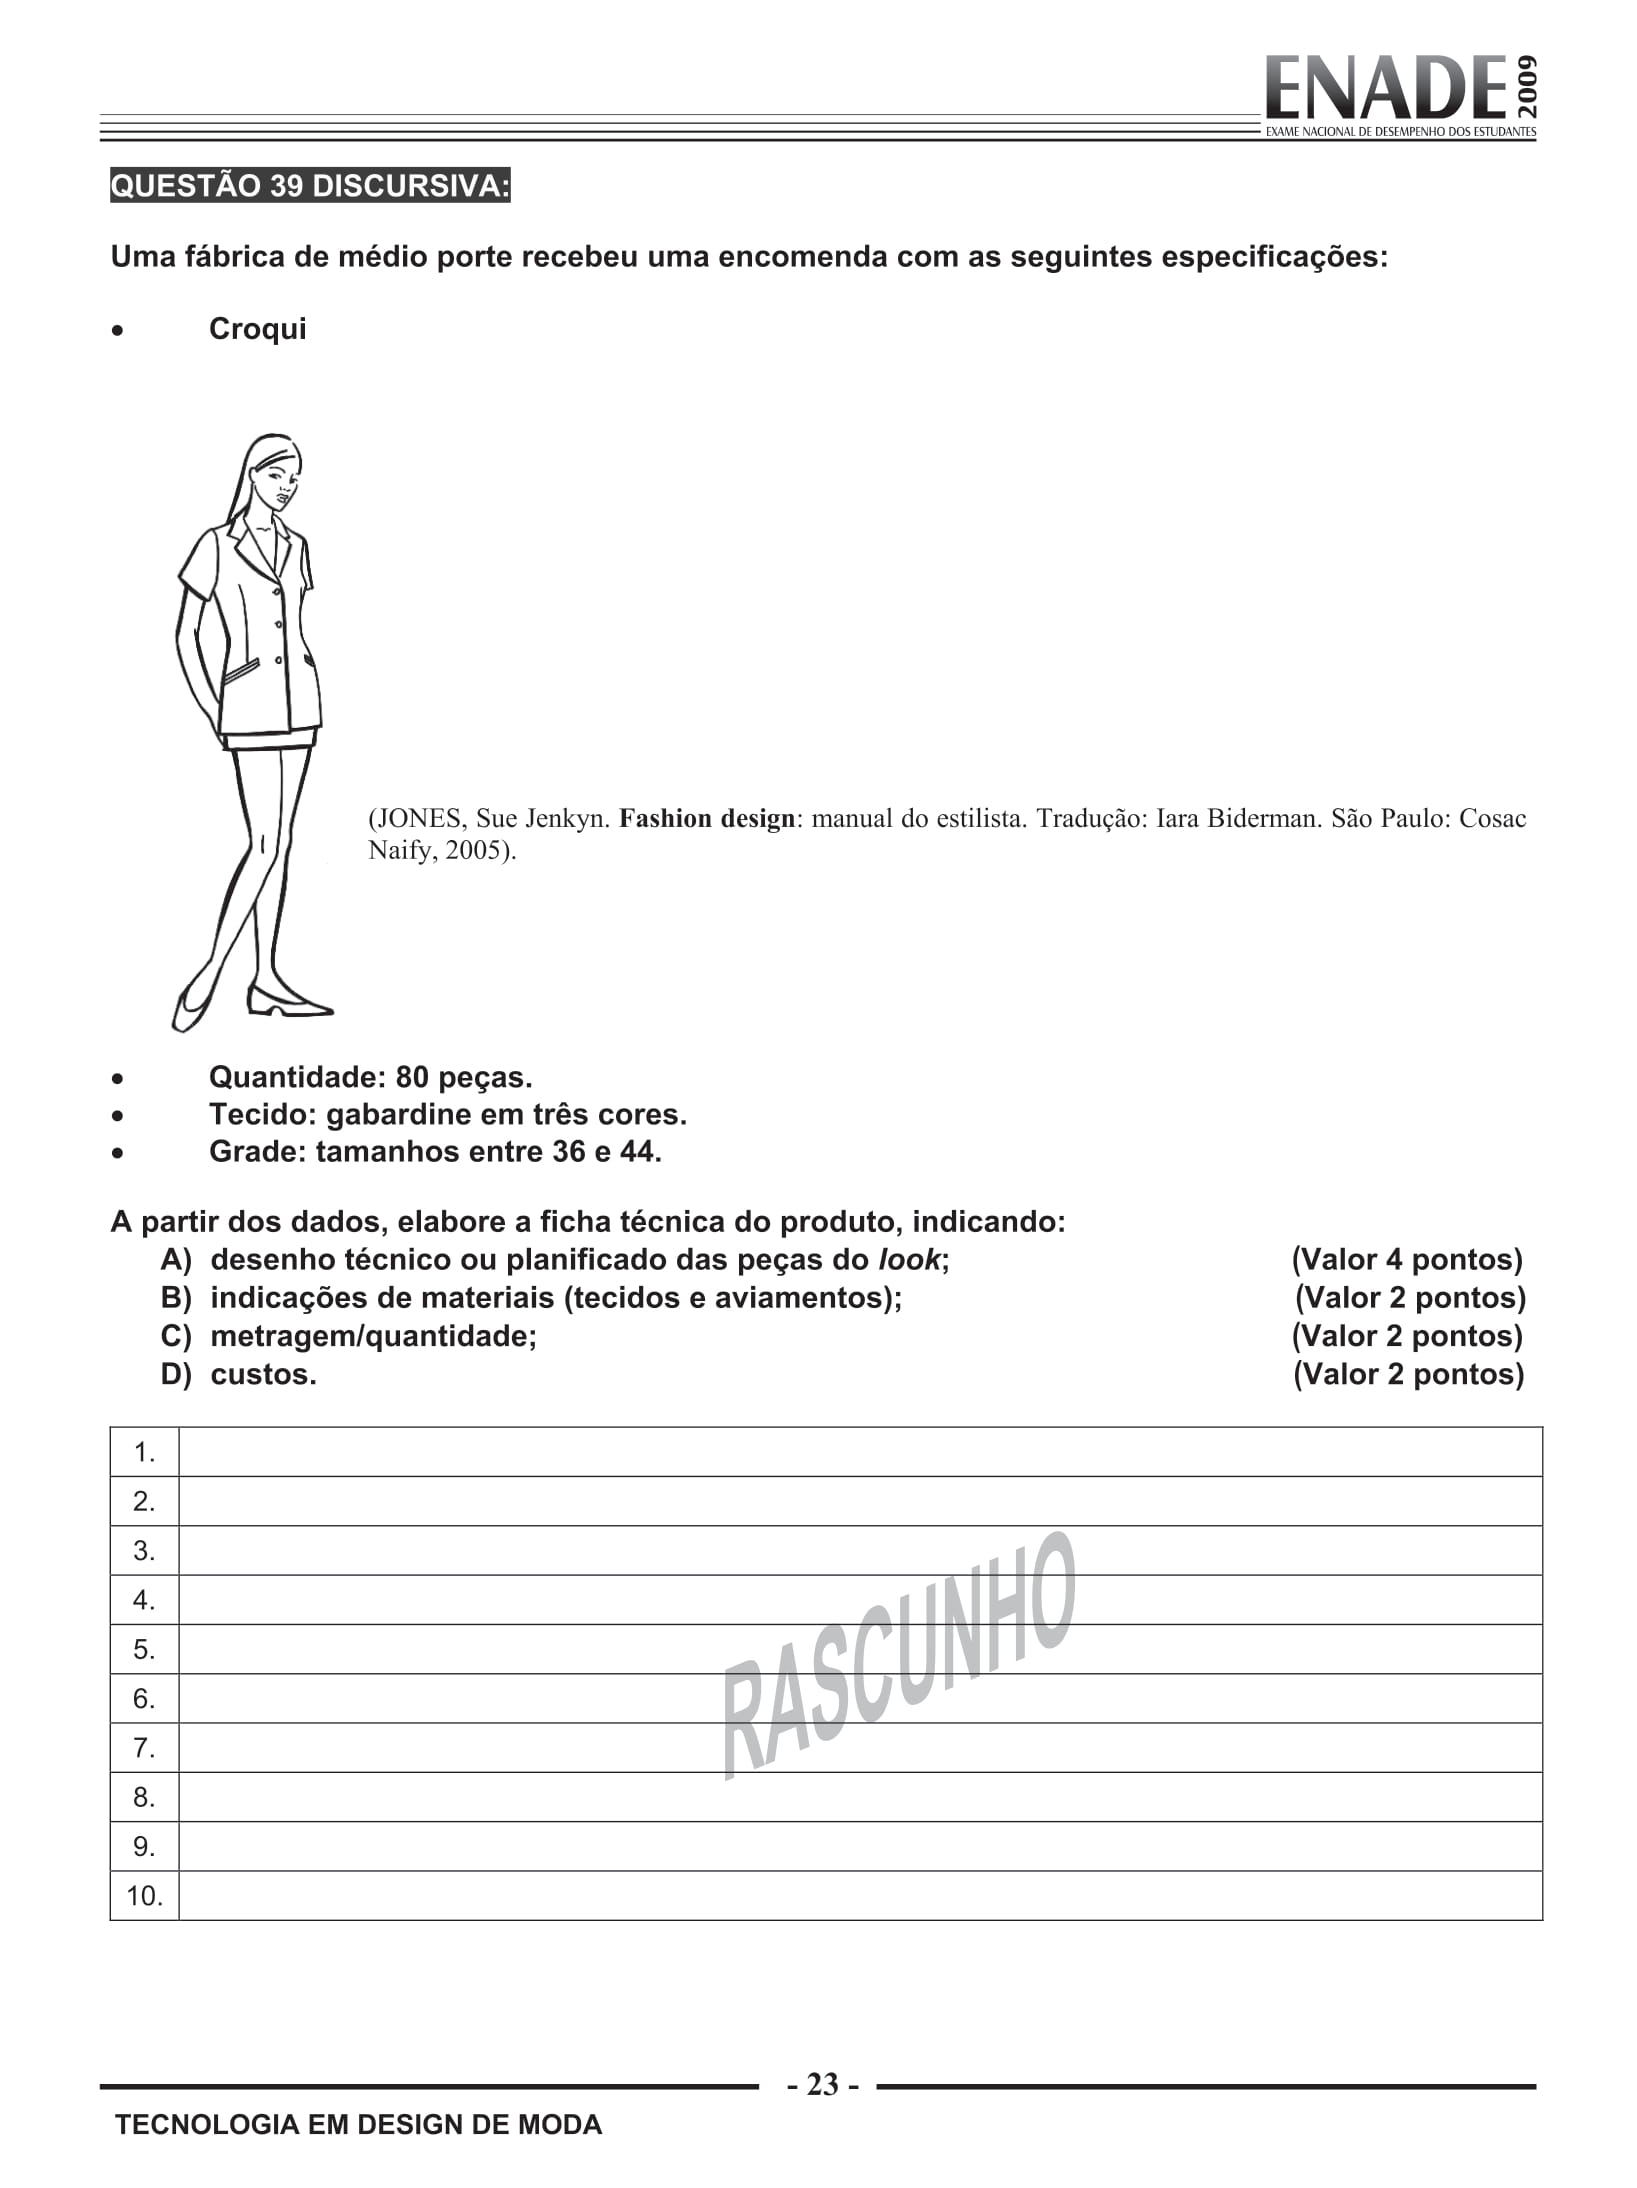 ENADE 2009
EXAME NACIONAL DE DESEMPENHO DOS ESTUDANTES
QUESTÃO 39 DISCURSIVA:
Uma fábrica de médio porte recebeu uma encomenda com as seguintes especificações:
• Croqui
(JONES, Sue Jenkyn. Fashion design: manual do estilista. Tradução: Iara Biderman. São Paulo: Cosac
Naify, 2005).
• Quantidade: 80 peças.
• Tecido: gabardine em três cores.
• Grade: tamanhos entre 36 e 44.
A partir dos dados, elabore a ficha técnica do produto, indicando:
A) desenho técnico ou planificado das peças do look; (Valor 4 pontos)
B) indicações de materiais (tecidos e aviamentos); (Valor 2 pontos)
C) metragem/quantidade; (Valor 2 pontos)
D) custos. (Valor 2 pontos)
1.
2.
3.
4.
5.
6.
7.
8.
9.
10.
RASCUNHO
- 23 -
TECNOLOGIA EM DESIGN DE MODA